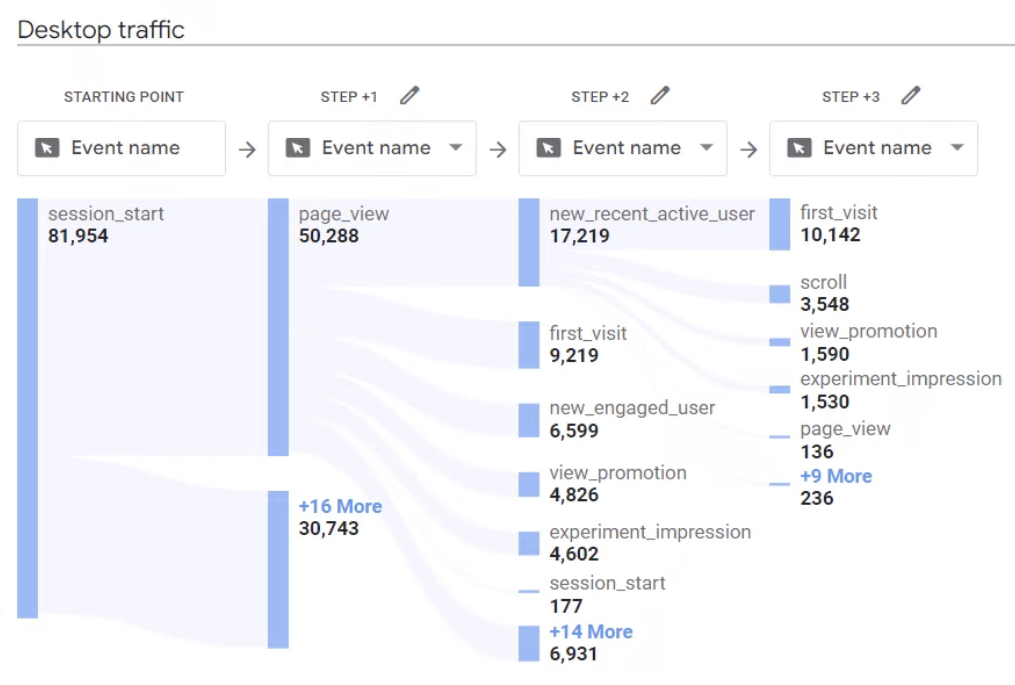 Desktop traffic
STARTING POINT
STEP +1
STEP +2
STEP +3
Event name
Event name
Event name
Event name
session_start
81,954
page_view
50,288
+16 More
30,743
new_recent_active_user
17,219
first_visit
9,219
new_engaged_user
6,599
view_promotion
4,826
experiment_impression
4,602
session_start
177
+14 More
6,931
first_visit
10,142
scroll
3,548
view_promotion
1,590
experiment_impression
1,530
page_view
136
+9 More
236